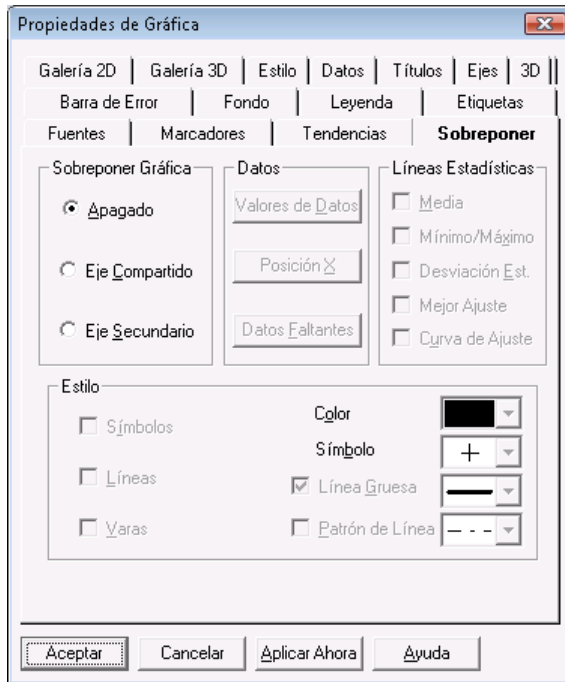 Propiedades de Gráfica
Galería 2D Galería 3D Estilo Datos Títulos Ejes 3D
Barra de Error Fondo Leyenda Etiquetas
Fuentes Marcadores Tendencias Sobreponer
Sobreponer Gráfica
Apagado
Eje Compartido
Eje Secundario
Datos
Valores de Datos
Posición X
Datos Faltantes
Líneas Estadísticas
Media
Mínimo/Máximo
Desviación Est.
Mejor Ajuste
Curva de Ajuste
Estilo
Símbolos
Líneas
Varas
Color
Símbolo
Línea Gruesa
Patrón de Línea
Aceptar Cancelar Aplicar Ahora Ayuda